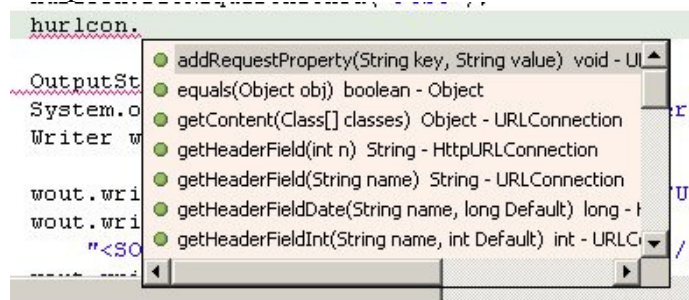 hurlcon.
addRequestProperty(String key, String value) void - U
OutputSt
equals(Object obj) boolean - Object
System.o
getContent(Class[] classes) Object - URLConnection
er
Writer w
getHeaderField(int n) String - HttpURLConnection
getHeaderField(String name) String - URLConnection
wout.wri
getHeaderFieldDate(String name, long Default) long -
wout.wri
getHeaderFieldInt(String name, int Default) int - URLC
"<SO
/